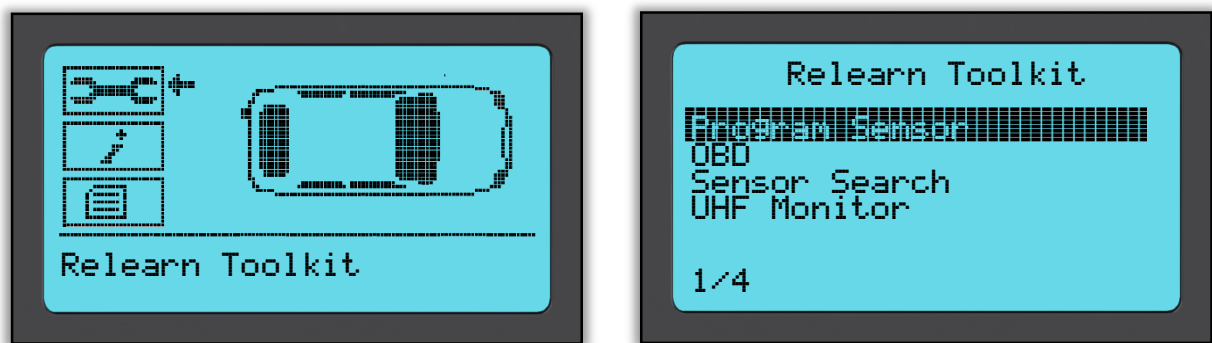 Relearn Toolkit
Relearn Toolkit
Program Sensor
OBD
Sensor Search
UHF Monitor
1/4